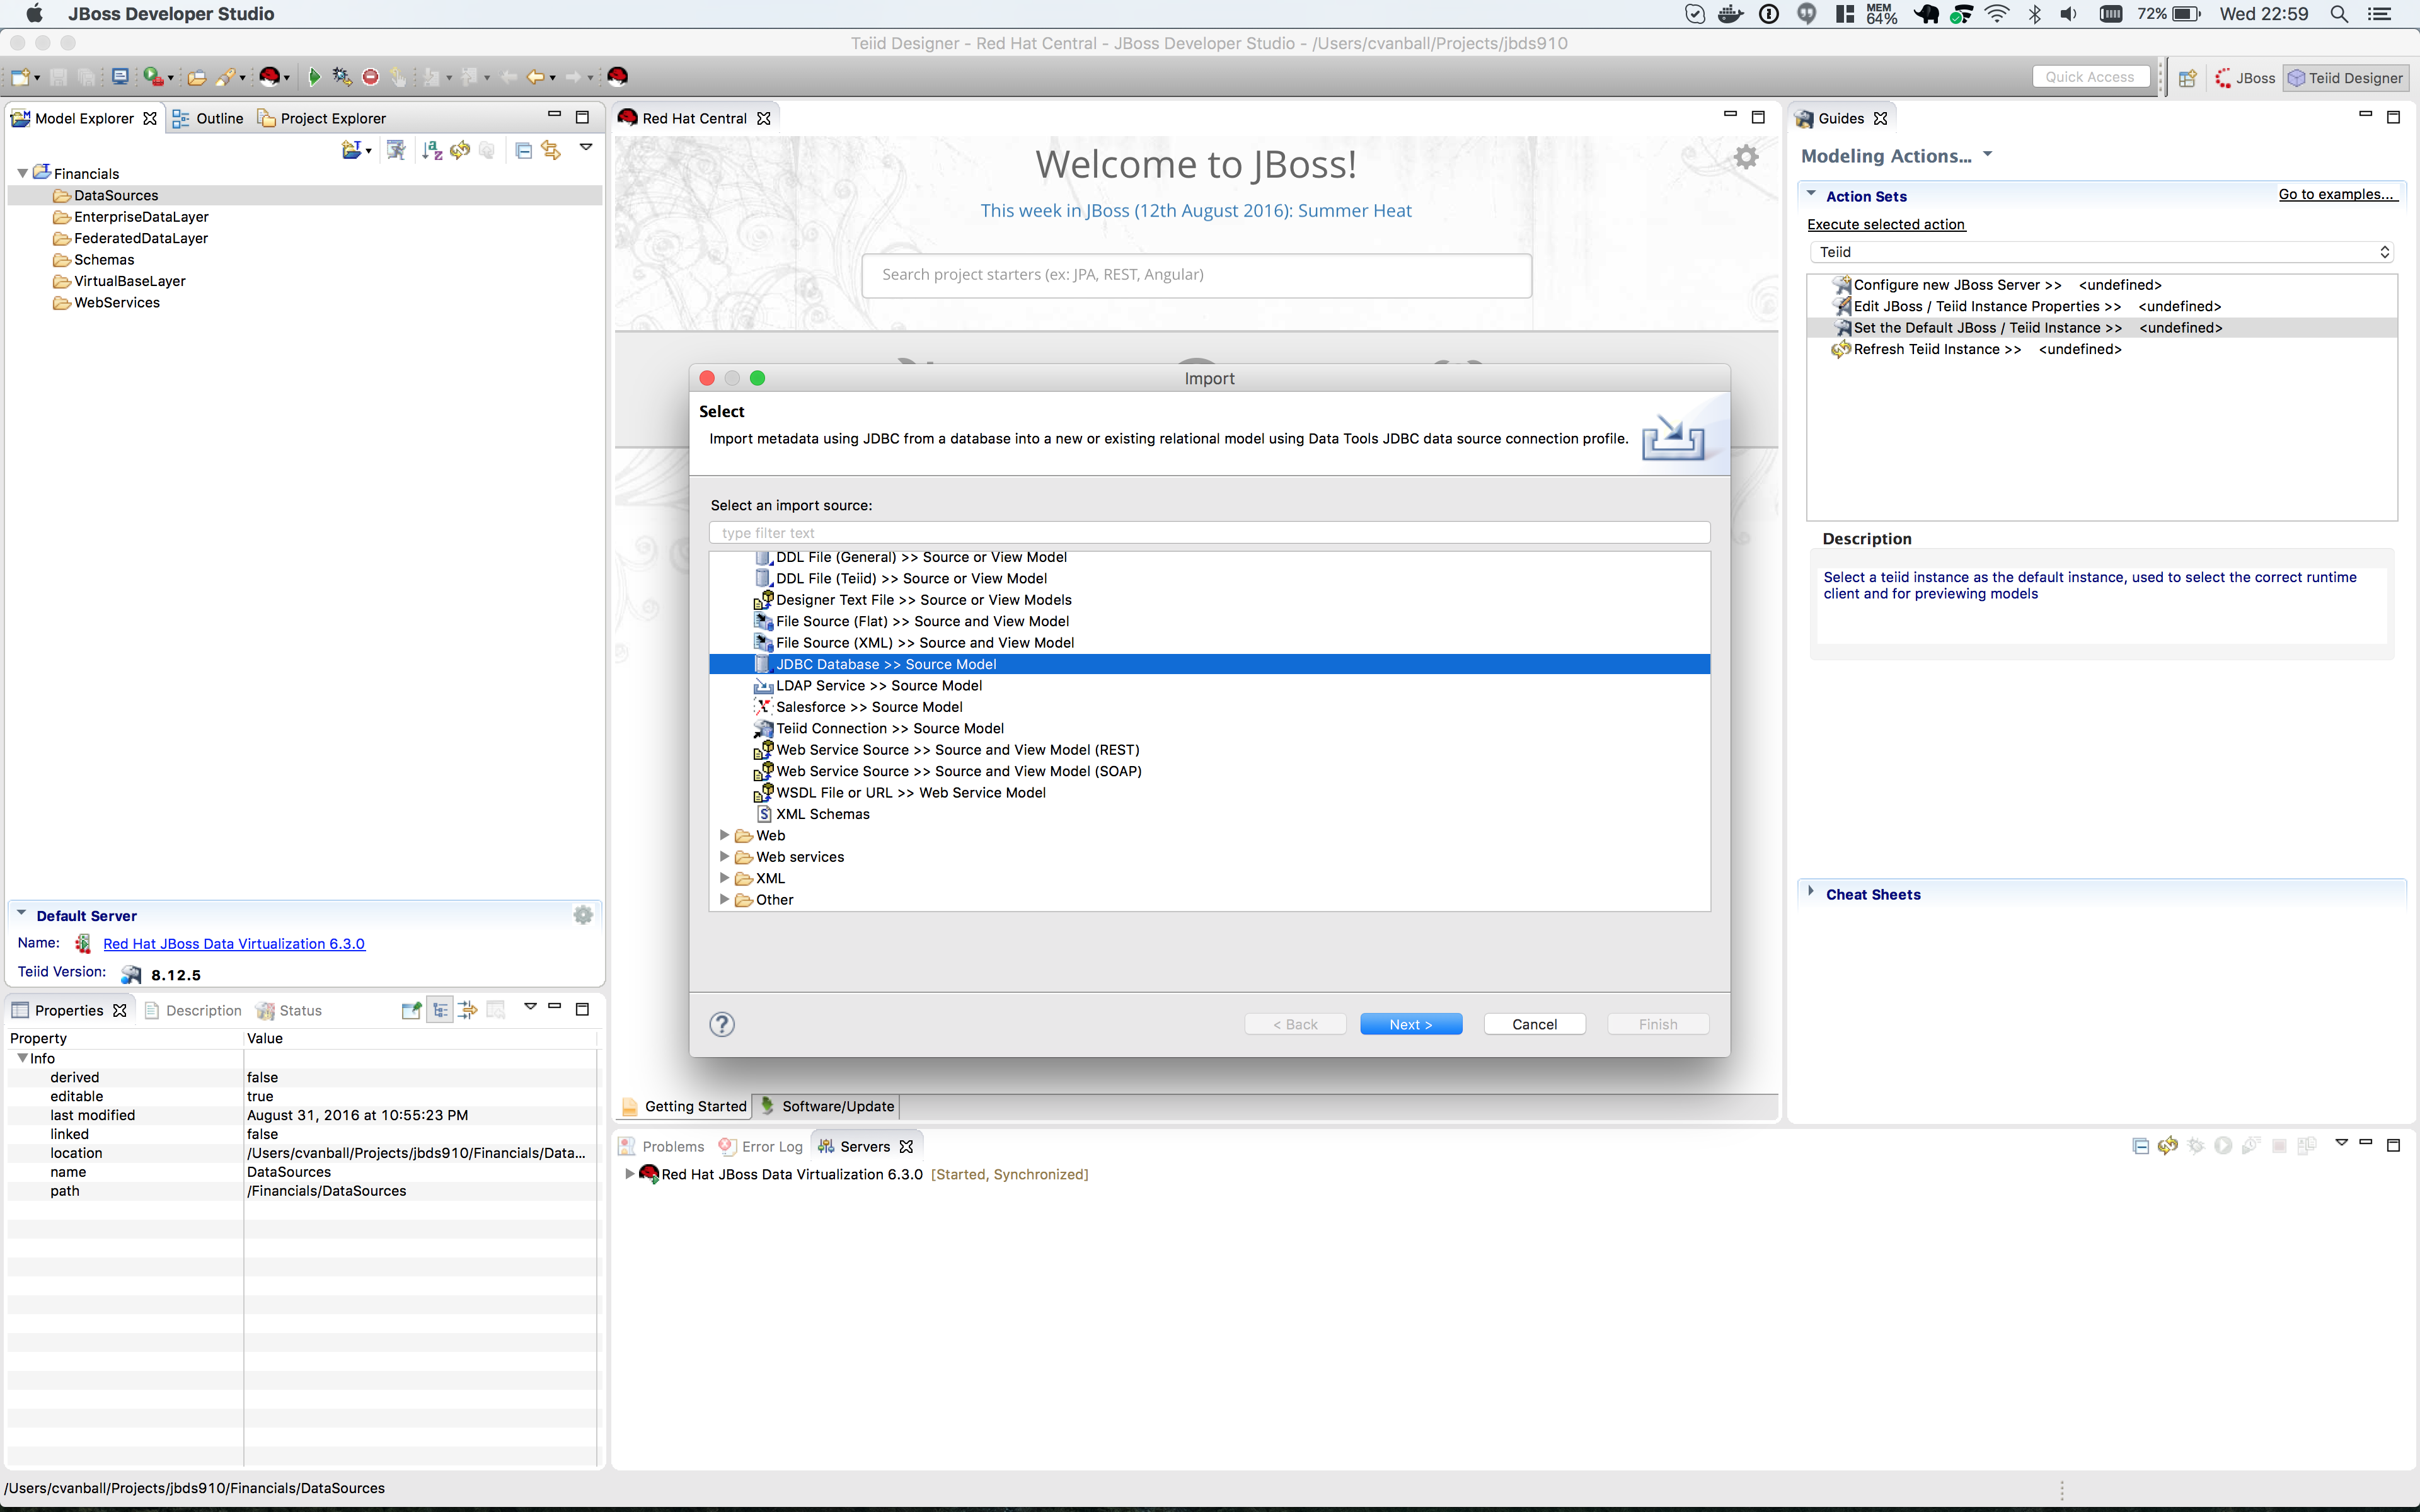 JBoss Developer Studio
MEM 64%
72%
Wed 22:59
Teiid Designer - Red Hat Central - JBoss Developer Studio - /Users/cvanball/Projects/jbds910
Quick Access
JBoss
Teiid Designer
Model Explorer
Outline
Project Explorer
Financials
DataSources
EnterpriseDataLayer
FederatedDataLayer
Schemas
VirtualBaseLayer
WebServices
Default Server
Name: Red Hat JBoss Data Virtualization 6.3.0
Teiid Version: 8.12.5
Properties
Description
Status
Property Value
Info
derived false
editable true
last modified August 31, 2016 at 10:55:23 PM
linked false
location /Users/cvanball/Projects/jbds910/Financials/Data...
name DataSources
path /Financials/DataSources
/Users/cvanball/Projects/jbds910/Financials/DataSources
Red Hat Central
Welcome to JBoss!
This week in JBoss (12th August 2016): Summer Heat
Search project starters (ex: JPA, REST, Angular)
Import
Select
Import metadata using JDBC from a database into a new or existing relational model using Data Tools JDBC data source connection profile.
Select an import source:
type filter text
DDL File (General) >> Source or View Model
DDL File (Teiid) >> Source or View Model
Designer Text File >> Source or View Models
File Source (Flat) >> Source and View Model
File Source (XML) >> Source and View Model
JDBC Database >> Source Model
LDAP Service >> Source Model
Salesforce >> Source Model
Teiid Connection >> Source Model
Web Service Source >> Source and View Model (REST)
Web Service Source >> Source and View Model (SOAP)
WSDL File or URL >> Web Service Model
XML Schemas
Web
Web services
XML
Other
< Back
Next >
Cancel
Finish
Getting Started
Software/Update
Problems
Error Log
Servers
Red Hat JBoss Data Virtualization 6.3.0 [Started, Synchronized]
Guides
Modeling Actions...
Action Sets
Go to examples...
Execute selected action
Teiid
Configure new JBoss Server >> <undefined>
Edit JBoss / Teiid Instance Properties >> <undefined>
Set the Default JBoss / Teiid Instance >> <undefined>
Refresh Teiid Instance >> <undefined>
Description
Select a teiid instance as the default instance, used to select the correct runtime
client and for previewing models
Cheat Sheets